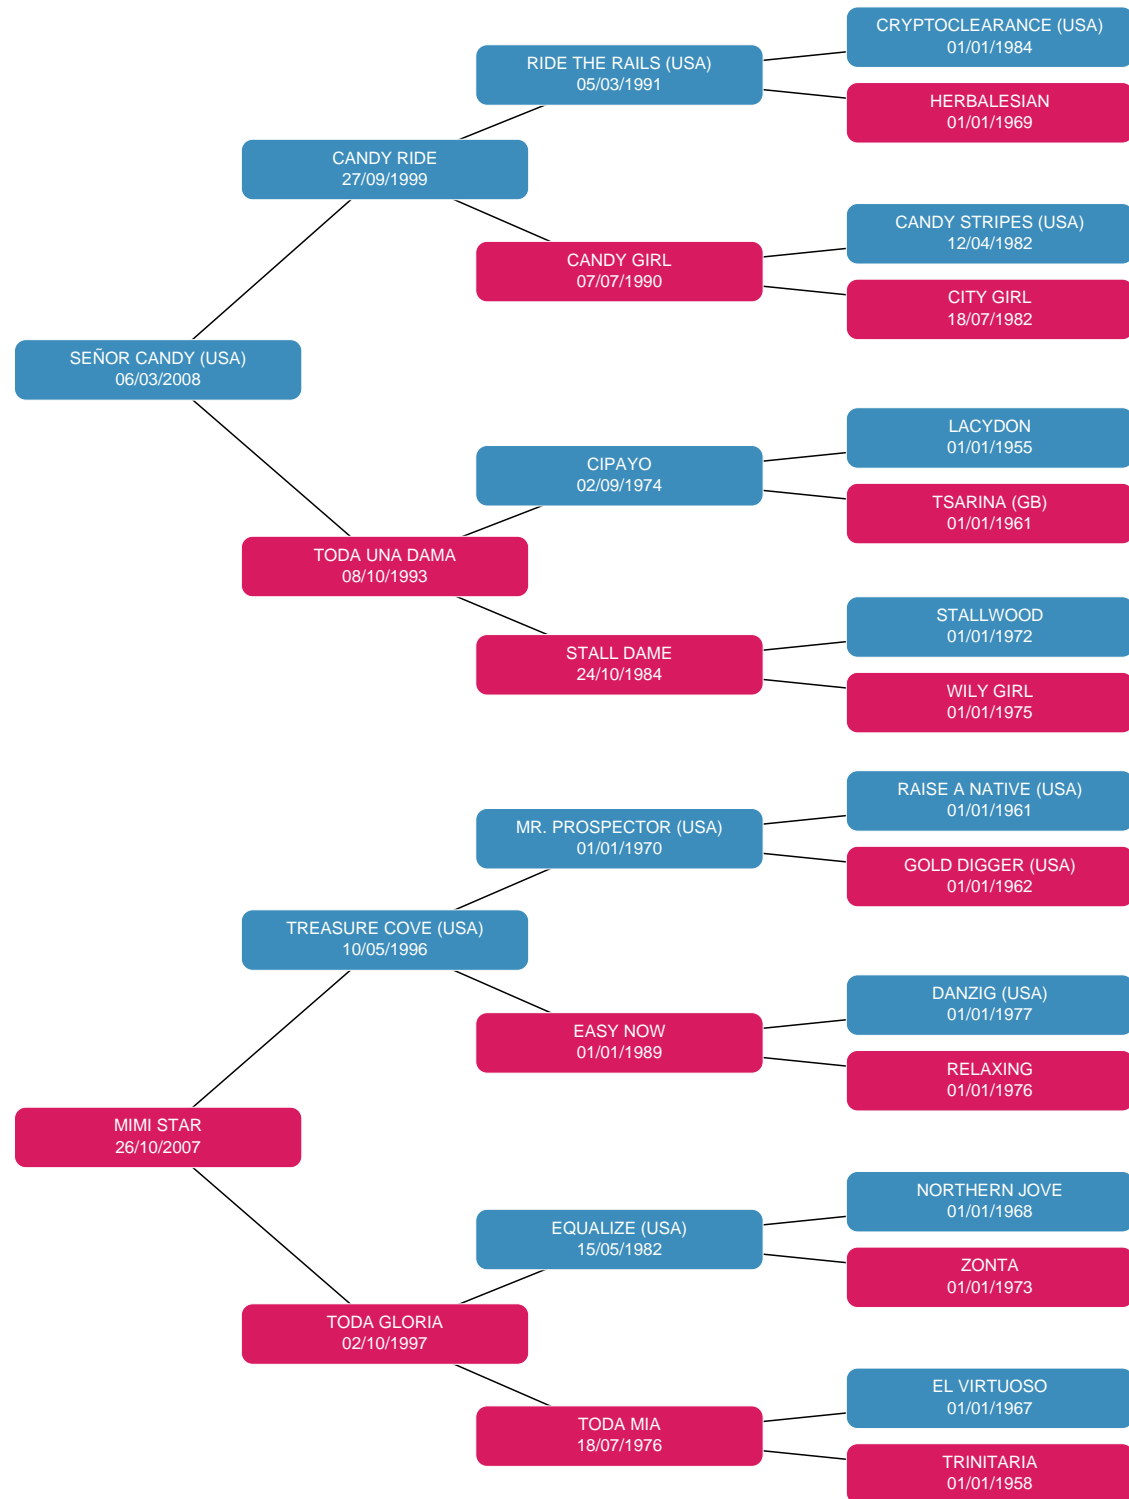 CRYPTOCLEARANCE (USA)
01/01/1984
RIDE THE RAILS (USA)
05/03/1991
HERBALESIAN
01/01/1969
CANDY RIDE
27/09/1999
CANDY STRIPES (USA)
12/04/1982
CANDY GIRL
07/07/1990
CITY GIRL
18/07/1982
SEÑOR CANDY (USA)
06/03/2008
LACYDON
01/01/1955
CIPAYO
02/09/1974
TSARINA (GB)
01/01/1961
TODA UNA DAMA
08/10/1993
STALLWOOD
01/01/1972
STALL DAME
24/10/1984
WILY GIRL
01/01/1975
RAISE A NATIVE (USA)
01/01/1961
MR. PROSPECTOR (USA)
01/01/1970
GOLD DIGGER (USA)
01/01/1962
TREASURE COVE (USA)
10/05/1996
DANZIG (USA)
01/01/1977
EASY NOW
01/01/1989
RELAXING
01/01/1976
MIMI STAR
26/10/2007
NORTHERN JOVE
01/01/1968
EQUALIZE (USA)
15/05/1982
ZONTA
01/01/1973
TODA GLORIA
02/10/1997
EL VIRTUOSO
01/01/1967
TODA MIA
18/07/1976
TRINITARIA
01/01/1958